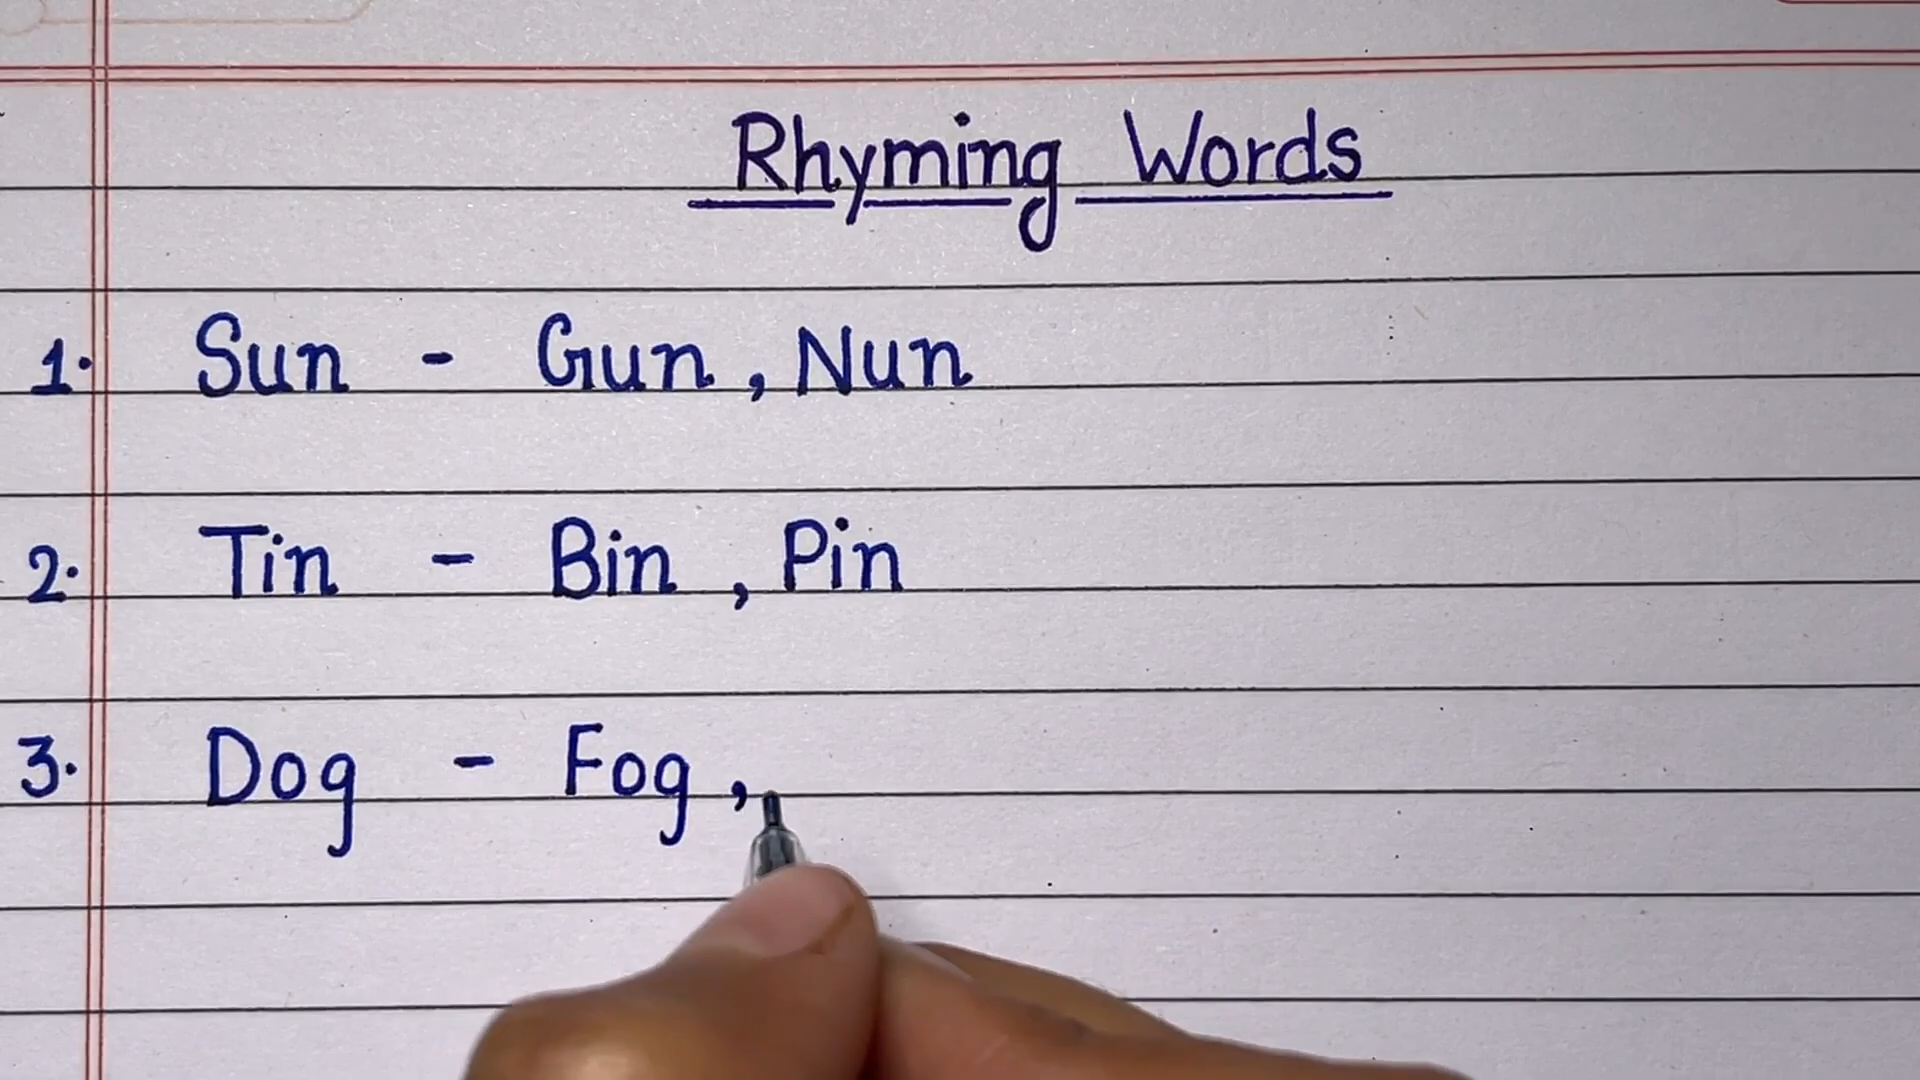 Rhyming Words
1. Sun - Gun, Nun
2. Tin - Bin, Pin
3. Dog - Fog,